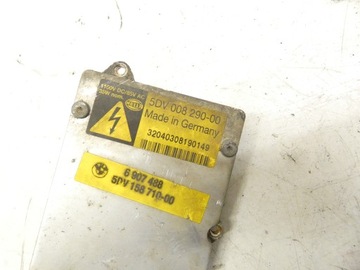 5DV 008 290-00
Made in Germany
32040308190149
6 907 488
5DV 158 710-00